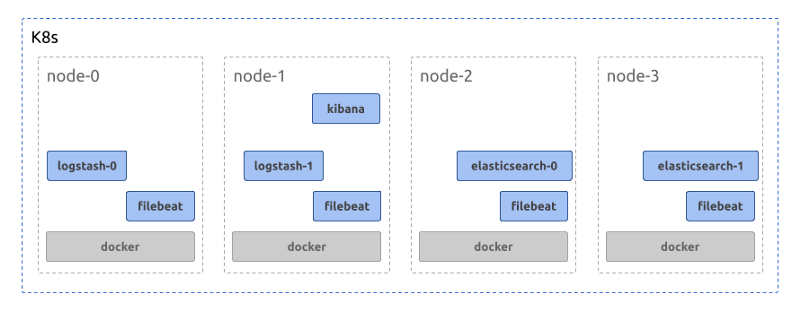 K8s
node-0
logstash-0
filebeat
docker
node-1
kibana
logstash-1
filebeat
docker
node-2
elasticsearch-0
filebeat
docker
node-3
elasticsearch-1
filebeat
docker